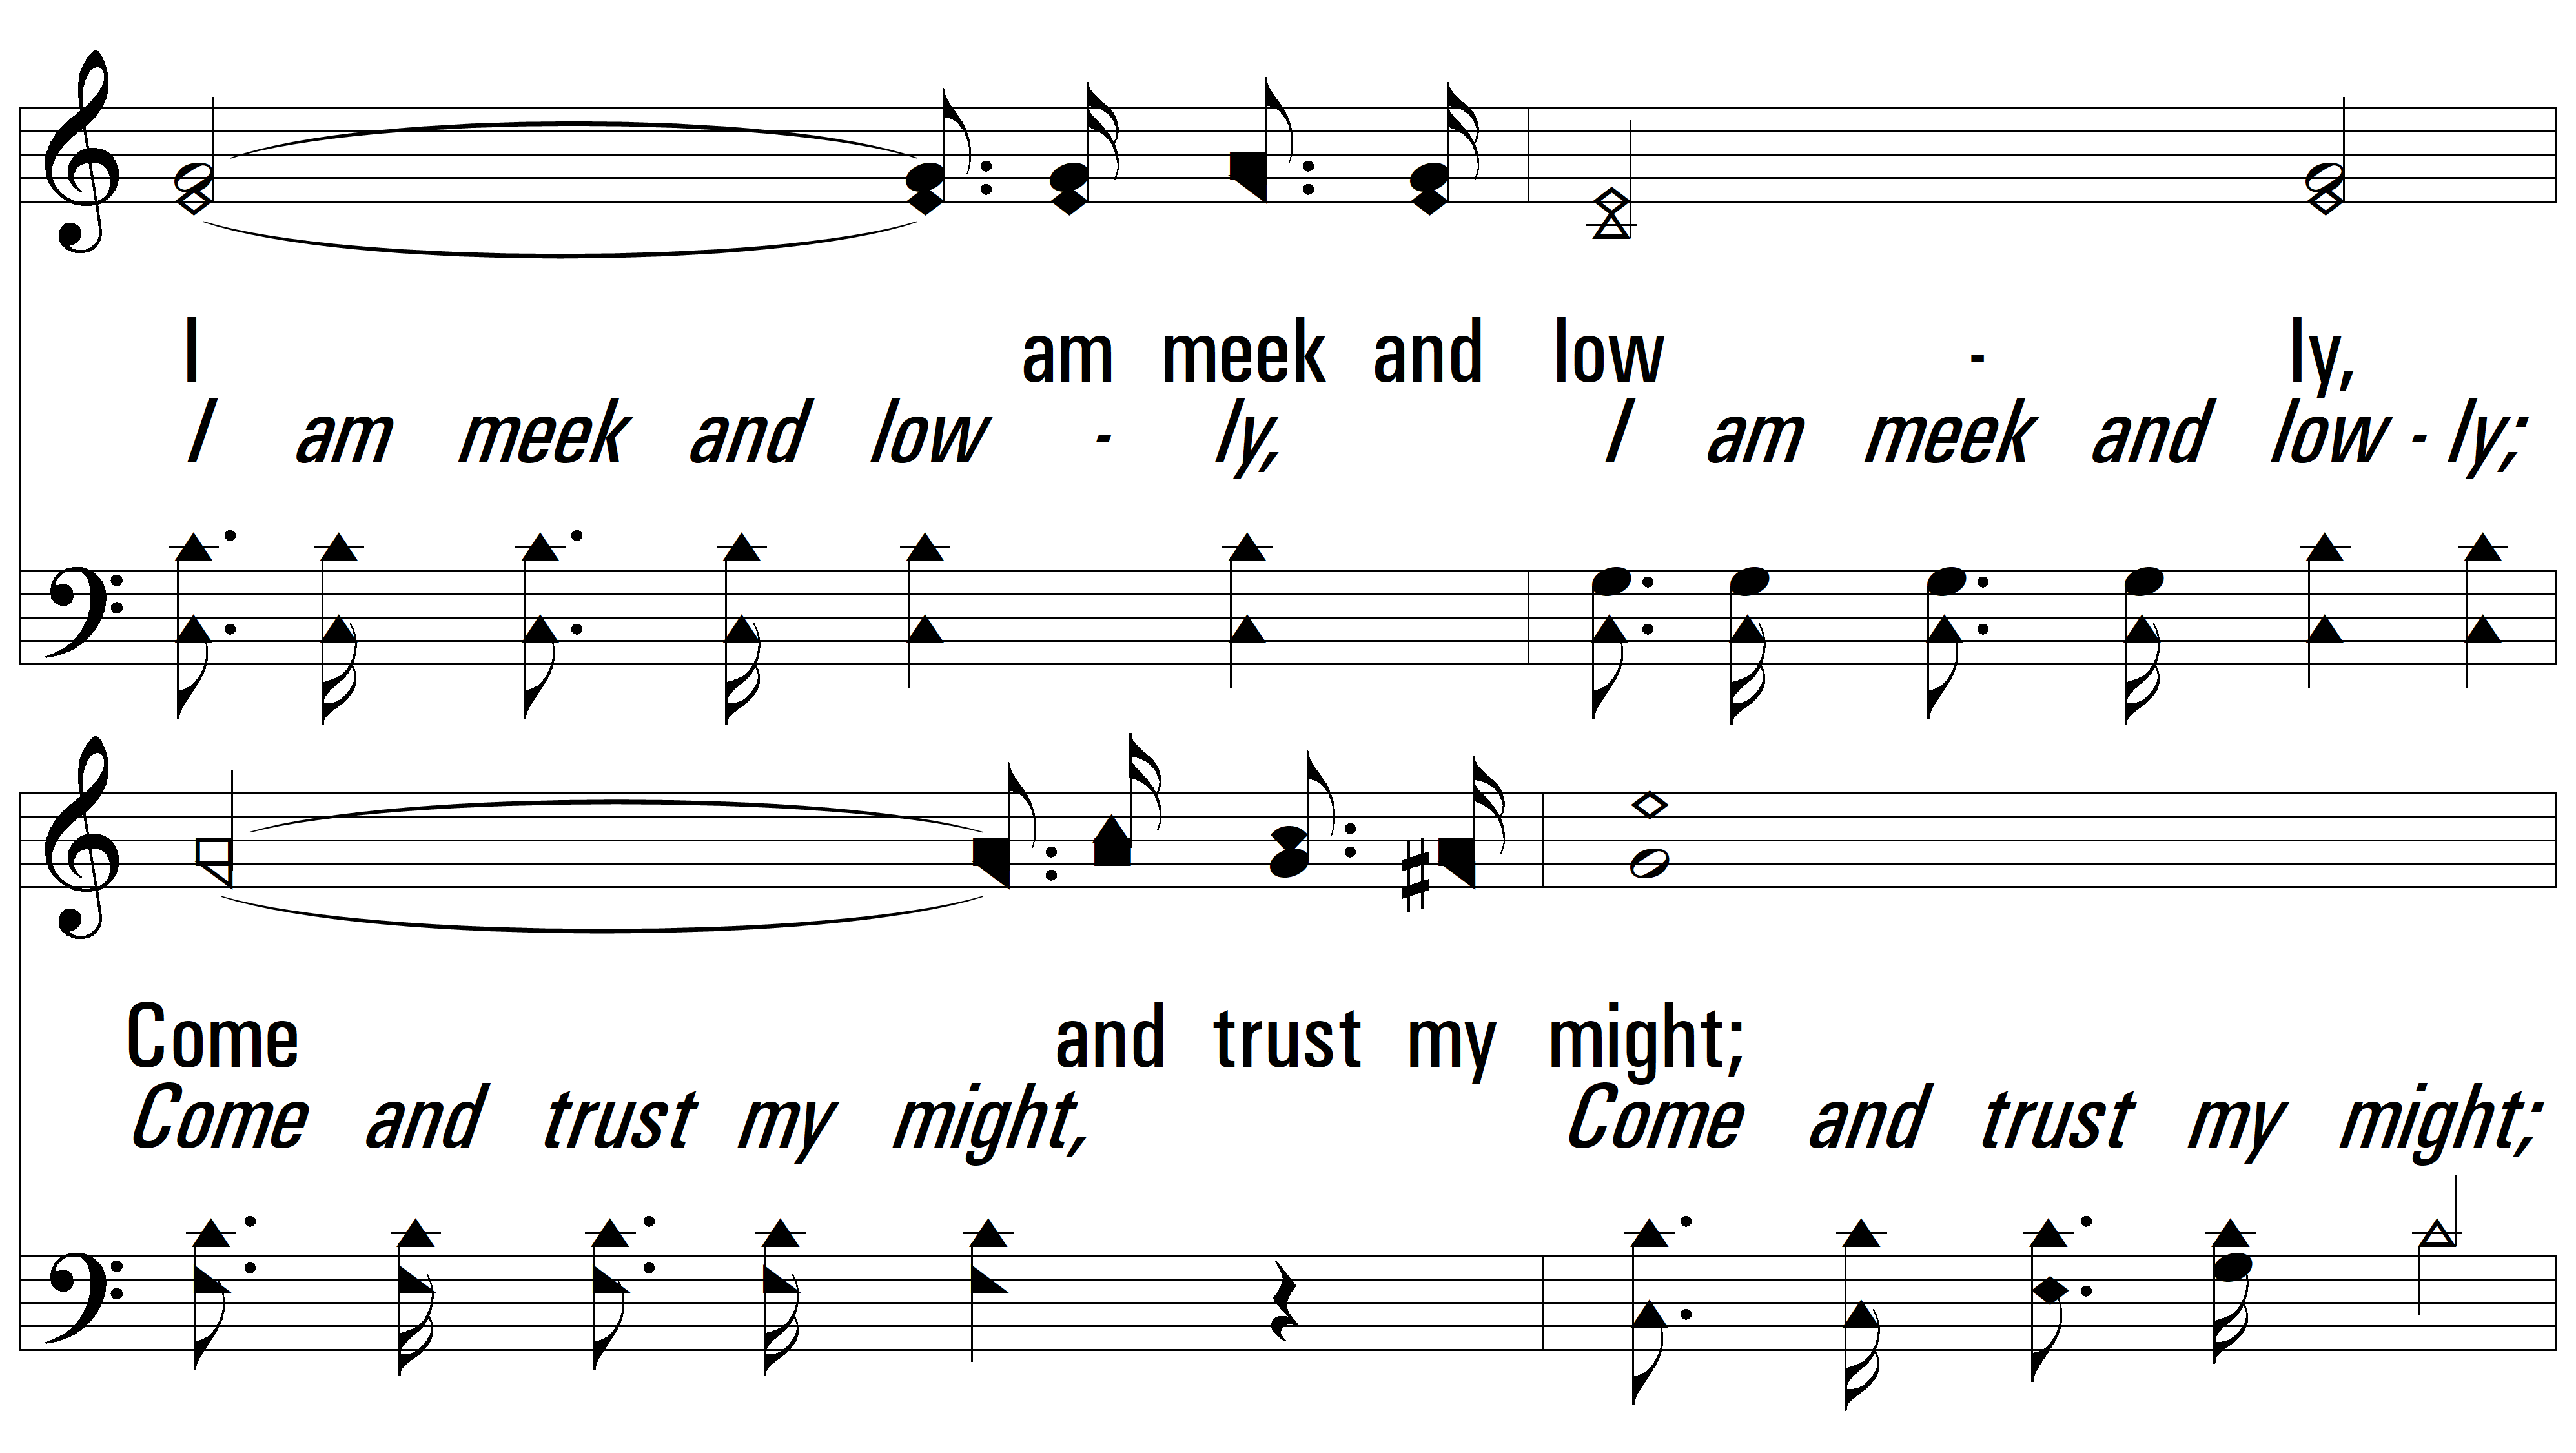 I am meek and low - ly,
I am meek and low - ly, I am meek and low - ly;
Come and trust my might;
Come and trust my might, Come and trust my might;